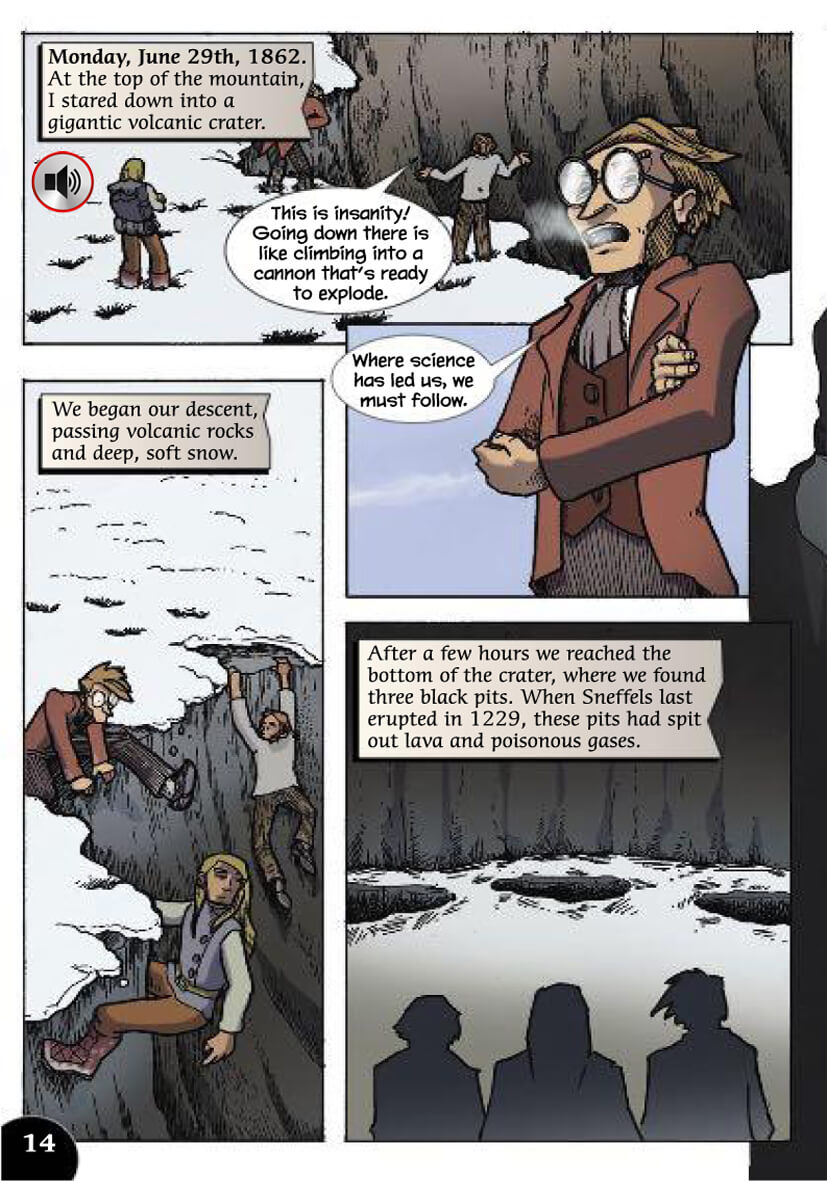 Monday, June 29th, 1862.
At the top of the mountain,
I stared down into a
gigantic volcanic crater.
This is insanity!
Going down there is
like climbing into a
cannon that's ready
to explode.
Where science
has led us, we
must follow.
We began our descent,
passing volcanic rocks
and deep, soft snow.
After a few hours we reached the
bottom of the crater, where we found
three black pits. When Sneffels last
erupted in 1229, these pits had spit
out lava and poisonous gases.
14